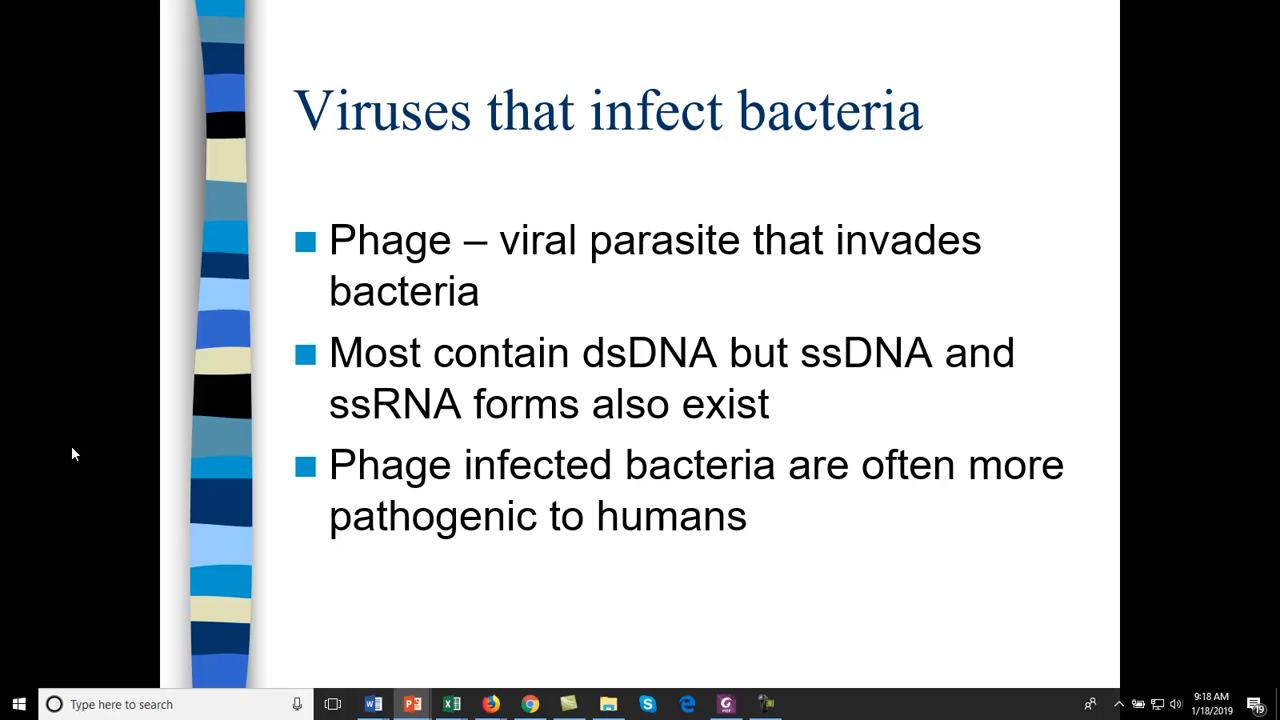 Viruses that infect bacteria
Phage – viral parasite that invades
bacteria
Most contain dsDNA but ssDNA and
ssRNA forms also exist
Phage infected bacteria are often more
pathogenic to humans
Type here to search
9:18 AM
1/18/2019
19